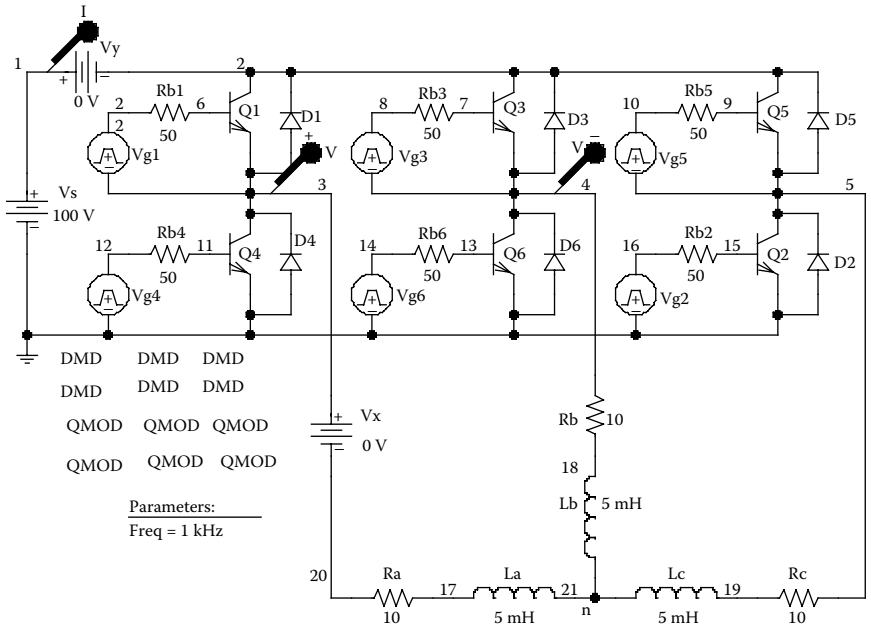 I
1 Vy 2
+ −
0 V
2 Rb1 6 Q1 D1
2 50
Vg1
+ −
8 Rb3 7 Q3 D3
50
Vg3
+ −
10 Rb5 9 Q5 D5
50
Vg5
+ −
+ V
V −
3 4 5
Vs
+
100 V
−
12 Rb4 11 Q4 D4
50
Vg4
+ −
14 Rb6 13 Q6 D6
50
Vg6
+ −
16 Rb2 15 Q2 D2
50
Vg2
+ −
DMD DMD DMD
DMD DMD DMD
QMOD QMOD QMOD
QMOD QMOD QMOD
+ Vx
− 0 V
Rb 10
18
Lb 5 mH
Parameters:
Freq = 1 kHz
20 Ra 17 La 21 n Lc 19 Rc
10 5 mH 5 mH 10